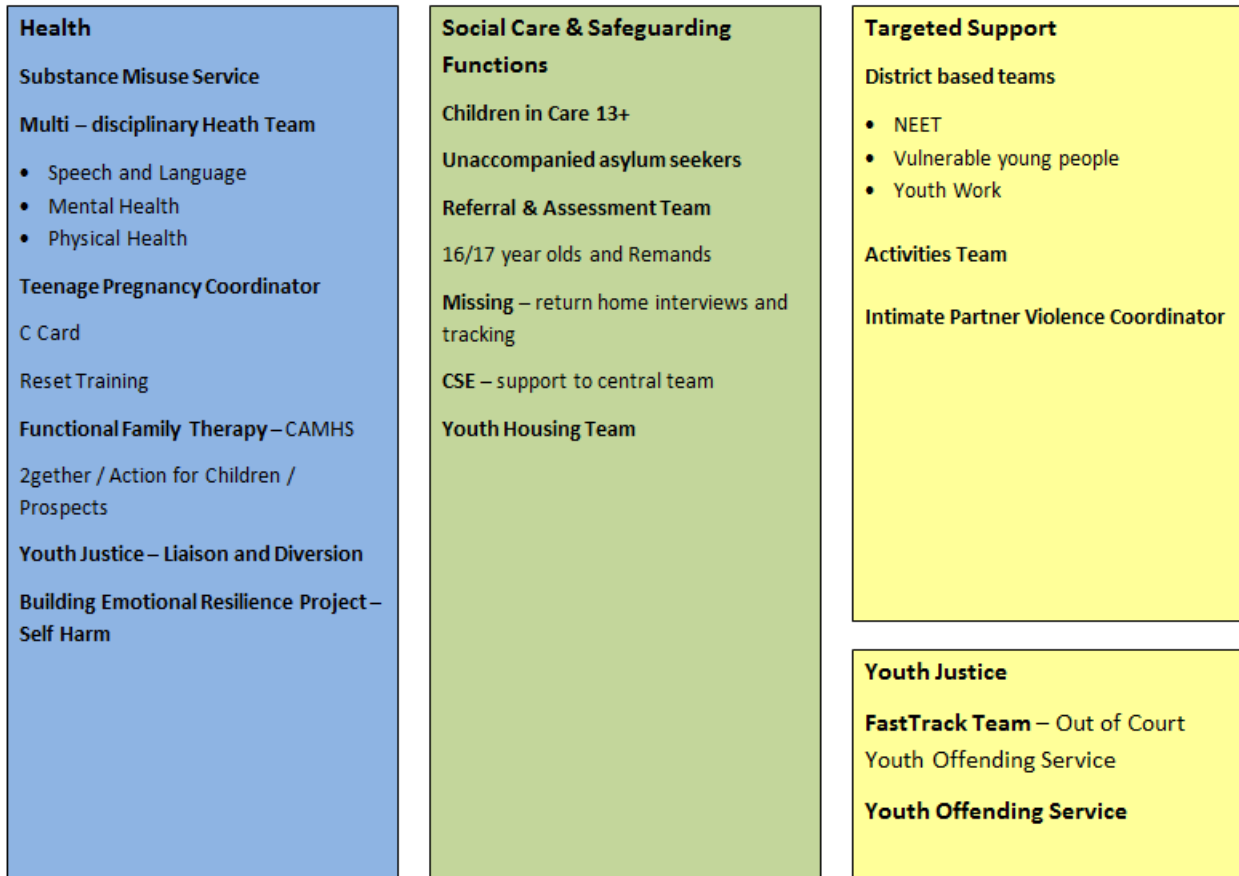 Health
Substance Misuse Service
Multi – disciplinary Heath Team
• Speech and Language
• Mental Health
• Physical Health
Teenage Pregnancy Coordinator
C Card
Reset Training
Functional Family Therapy – CAMHS
2gether / Action for Children /
Prospects
Youth Justice – Liaison and Diversion
Building Emotional Resilience Project –
Self Harm
Social Care & Safeguarding
Functions
Children in Care 13+
Unaccompanied asylum seekers
Referral & Assessment Team
16/17 year olds and Remands
Missing – return home interviews and
tracking
CSE – support to central team
Youth Housing Team
Targeted Support
District based teams
• NEET
• Vulnerable young people
• Youth Work
Activities Team
Intimate Partner Violence Coordinator
Youth Justice
FastTrack Team – Out of Court
Youth Offending Service
Youth Offending Service